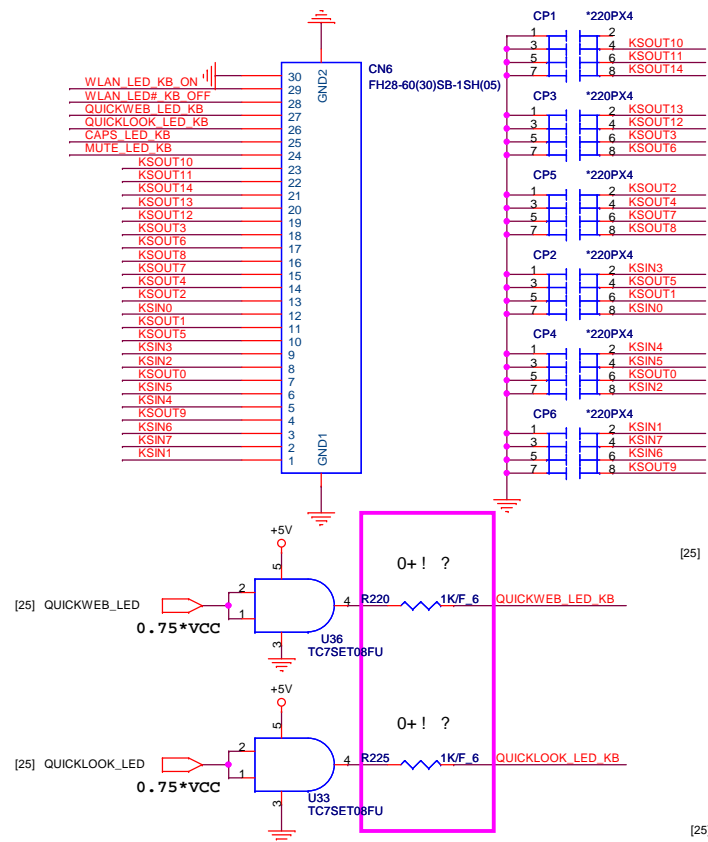 CN6
FH28-60(30)SB-1SH(05)
GND2
GND1
30
WLAN_LED_KB_ON 29
WLAN_LED#_KB_OFF 28
QUICKWEB_LED_KB 27
QUICKLOOK_LED_KB 26
CAPS_LED_KB 25
MUTE_LED_KB 24
KSOUT10 23
KSOUT11 22
KSOUT14 21
KSOUT13 20
KSOUT12 19
KSOUT3 18
KSOUT6 17
KSOUT8 16
KSOUT7 15
KSOUT4 14
KSOUT2 13
KSIN0 12
KSOUT1 11
KSOUT5 10
KSIN3 9
KSIN2 8
KSOUT0 7
KSIN5 6
KSIN4 5
KSOUT9 4
KSIN6 3
KSIN7 2
KSIN1 1
CP1 *220PX4
1 2
3 4 KSOUT10
5 6 KSOUT11
7 8 KSOUT14
CP3 *220PX4
1 2 KSOUT13
3 4 KSOUT12
5 6 KSOUT3
7 8 KSOUT6
CP5 *220PX4
1 2 KSOUT2
3 4 KSOUT4
5 6 KSOUT7
7 8 KSOUT8
CP2 *220PX4
1 2 KSIN3
3 4 KSOUT5
5 6 KSOUT1
7 8 KSIN0
CP4 *220PX4
1 2 KSIN4
3 4 KSIN5
5 6 KSOUT0
7 8 KSIN2
CP6 *220PX4
1 2 KSIN1
3 4 KSIN7
5 6 KSIN6
7 8 KSOUT9
+5V
5
0+! ?
[25]
[25] QUICKWEB_LED
2
1
4 R220 1K/F_6 QUICKWEB_LED_KB
0.75*VCC
3
U36
TC7SET08FU
+5V
5
0+! ?
[25] QUICKLOOK_LED
2
1
4 R225 1K/F_6 QUICKLOOK_LED_KB
0.75*VCC
3
U33
TC7SET08FU
[25